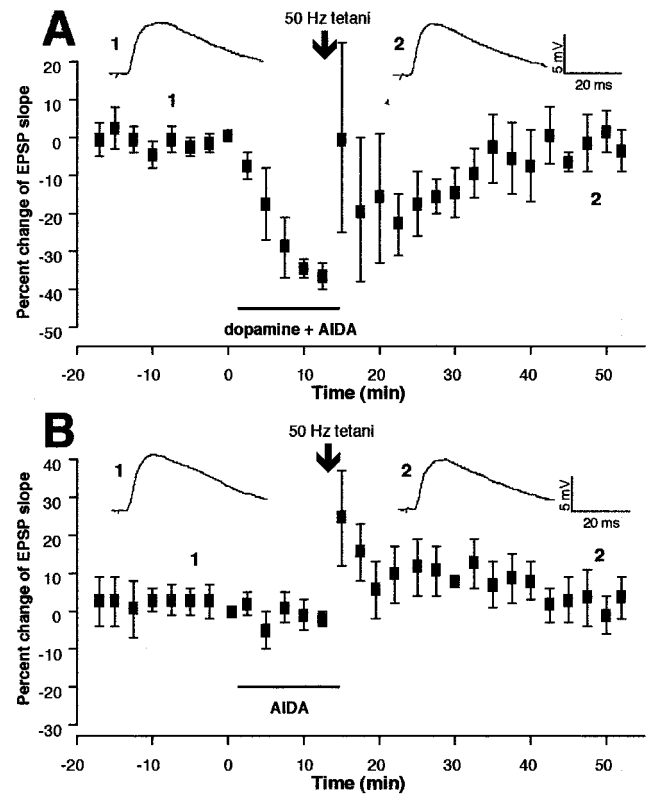 A
50 Hz tetani
1
2
5 mV
20 ms
Percent change of EPSP slope
20
10
0
-10
-20
-30
-40
-50
1
2
dopamine + AIDA
-20 -10 0 10 20 30 40 50
Time (min)
B
50 Hz tetani
1
2
5 mV
20 ms
Percent change of EPSP slope
40
30
20
10
0
-10
-20
-30
1
2
AIDA
-20 -10 0 10 20 30 40 50
Time (min)